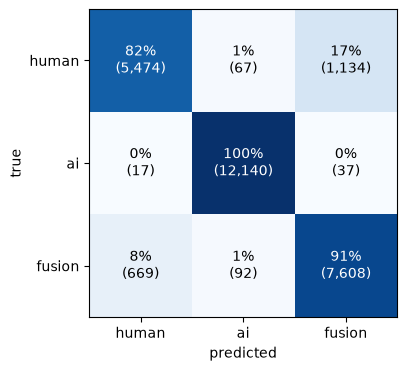 human
82%
(5,474)
1%
(67)
17%
(1,134)
true
ai
0%
(17)
100%
(12,140)
0%
(37)
fusion
8%
(669)
1%
(92)
91%
(7,608)
human
ai
fusion
predicted